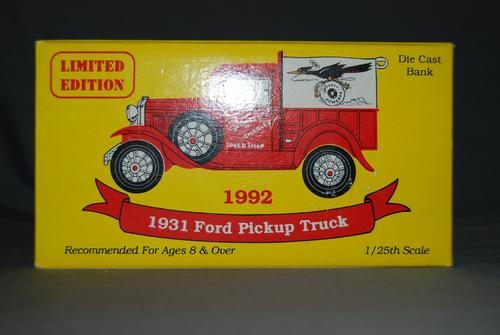 LIMITED
EDITION
Die Cast
Bank
SPEED SHOP
1992
1931 Ford Pickup Truck
Recommended For Ages 8 & Over
1/25th Scale